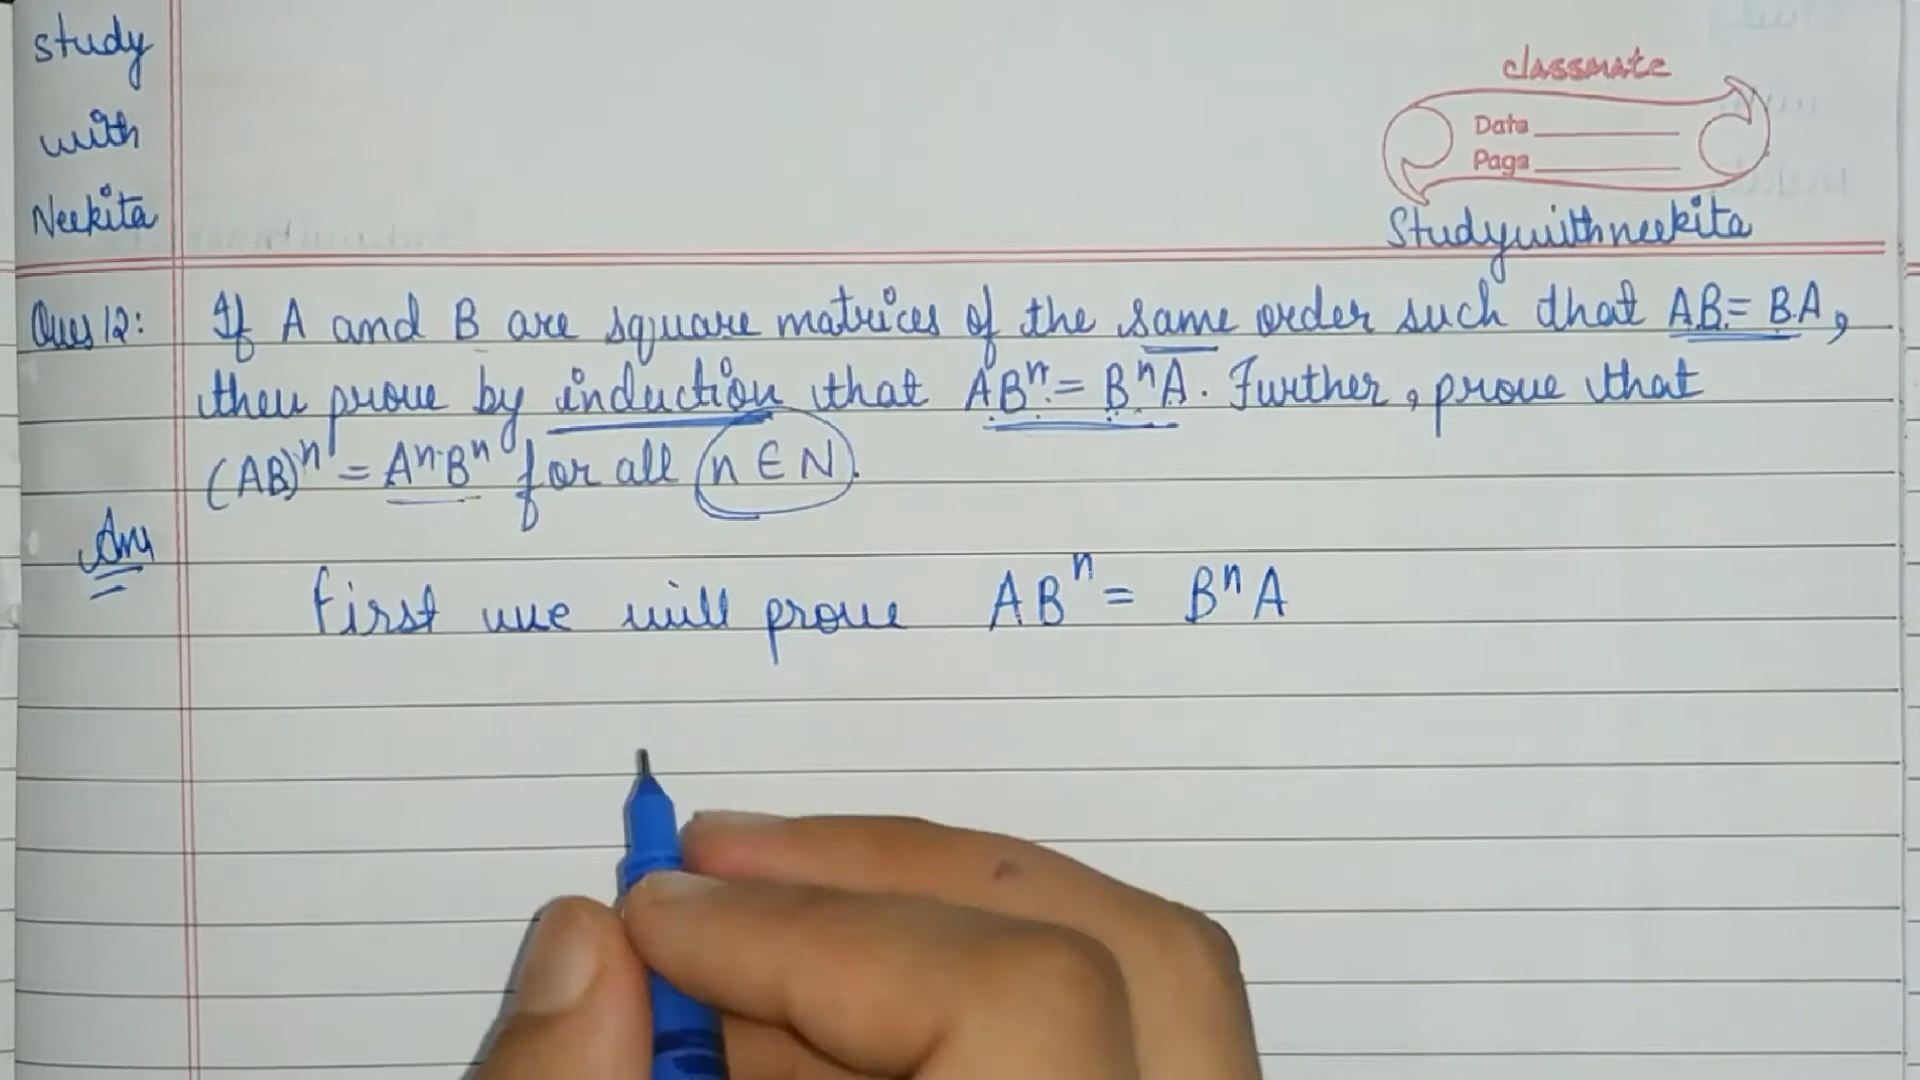 study
with
Neekita
classmate
Date
Page
Studywithneekita
Ques 12: If A and B are square matrices of the same order such that AB = BA,
then prove by induction that ABⁿ = BⁿA. Further, prove that
(AB)ⁿ = Aⁿ·Bⁿ for all n ∈ N.
Ans
First we will prove ABⁿ = BⁿA